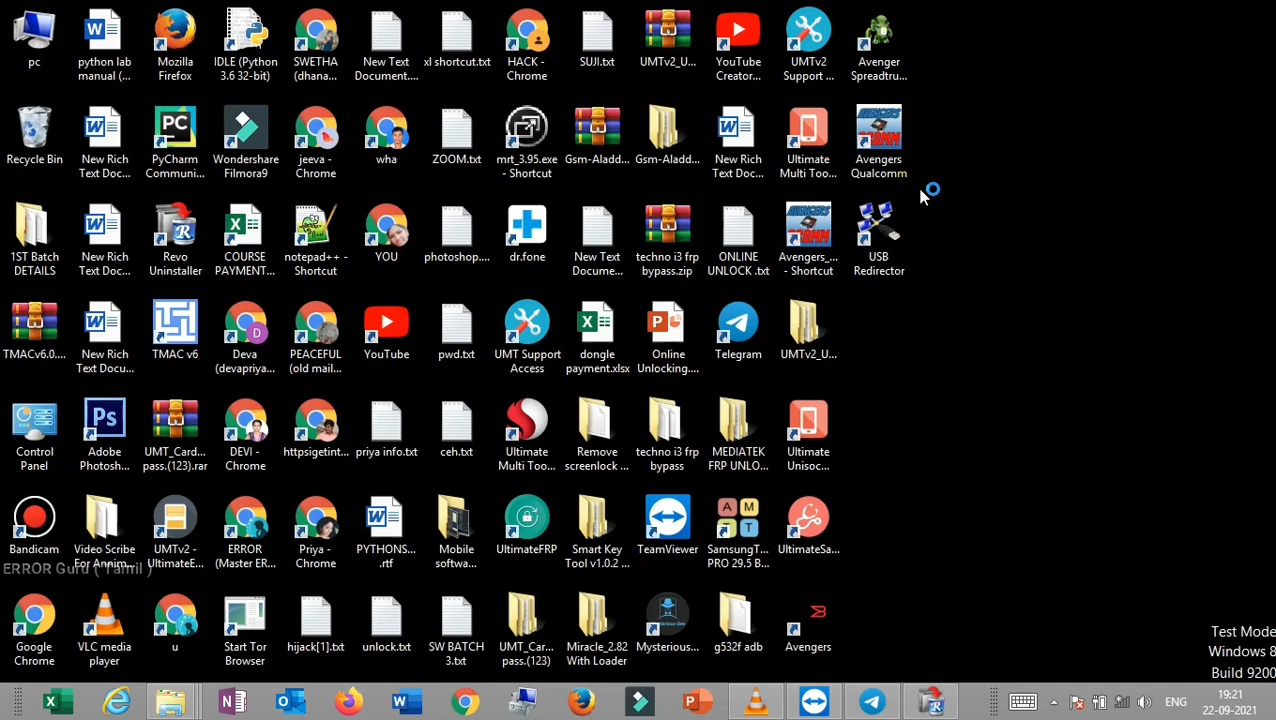 pc
python lab
manual (...
Mozilla
Firefox
IDLE (Python
3.6 32-bit)
SWETHA
(dhana...
New Text
Document....
xl shortcut.txt
HACK -
Chrome
SUJI.txt
UMTv2_U...
YouTube
Creator...
UMTv2
Support ...
Avenger
Spreadtru...
Recycle Bin
New Rich
Text Doc...
PC
PyCharm
Communi...
Wondershare
Filmora9
jeeva -
Chrome
wha
ZOOM.txt
mrt_3.95.exe
- Shortcut
Gsm-Aladd...
Gsm-Aladd...
New Rich
Text Doc...
Ultimate
Multi Too...
AVENGERS
QCOMM
Avengers
Qualcomm
1ST Batch
DETAILS
New Rich
Text Doc...
Revo
Uninstaller
COURSE
PAYMENT...
notepad++ -
Shortcut
YOU
photoshop....
dr.fone
New Text
Docume...
techno i3 frp
bypass.zip
ONLINE
UNLOCK .txt
AVENGERS
QCOMM
Avengers_...
- Shortcut
USB
Redirector
TMACv6.0....
New Rich
Text Docu...
TMAC v6
D
Deva
(devapriya...
PEACEFUL
(old mail...
YouTube
pwd.txt
UMT Support
Access
dongle
payment.xlsx
Online
Unlocking....
Telegram
UMTv2_U...
Control
Panel
Ps
Adobe
Photosh...
UMT_Card...
pass.(123).rar
DEVI -
Chrome
httpsigetint...
priya info.txt
ceh.txt
Ultimate
Multi Too...
Remove
screenlock ...
techno i3 frp
bypass
MEDIATEK
FRP UNLO...
Ultimate
Unisoc...
Bandicam
Video Scribe
For Annim...
UMTv2 -
UltimateE...
ERROR
(Master ER...
Priya -
Chrome
PYTHONS...
.rtf
Mobile
softwa...
UltimateFRP
Smart Key
Tool v1.0.2 ...
TeamViewer
A M
T T
SamsungT...
PRO 29.5 B...
UltimateSa...
ERROR Guru ( Tamil )
Google
Chrome
VLC media
player
u
Start Tor
Browser
hijack[1].txt
unlock.txt
SW BATCH
3.txt
UMT_Car...
pass.(123)
Miracle_2.82
With Loader
Mysterious...
g532f adb
Avengers
Test Mode
Windows 8
Build 9200
ENG
19:21
22-09-2021